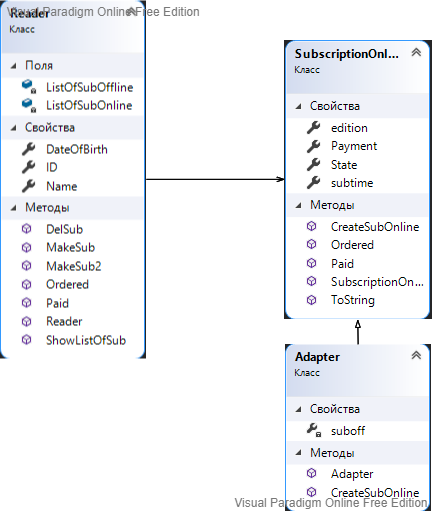 Visual Paradigm Online Free Edition
Reader
Класс
Поля
ListOfSubOffline
ListOfSubOnline
Свойства
DateOfBirth
ID
Name
Методы
DelSub
MakeSub
MakeSub2
Ordered
Paid
Reader
ShowListOfSub
SubscriptionOnl...
Класс
Свойства
edition
Payment
State
subtime
Методы
CreateSubOnline
Ordered
Paid
SubscriptionOn...
ToString
Adapter
Класс
Свойства
suboff
Методы
Adapter
CreateSubOnline
Visual Paradigm Online Free Edition